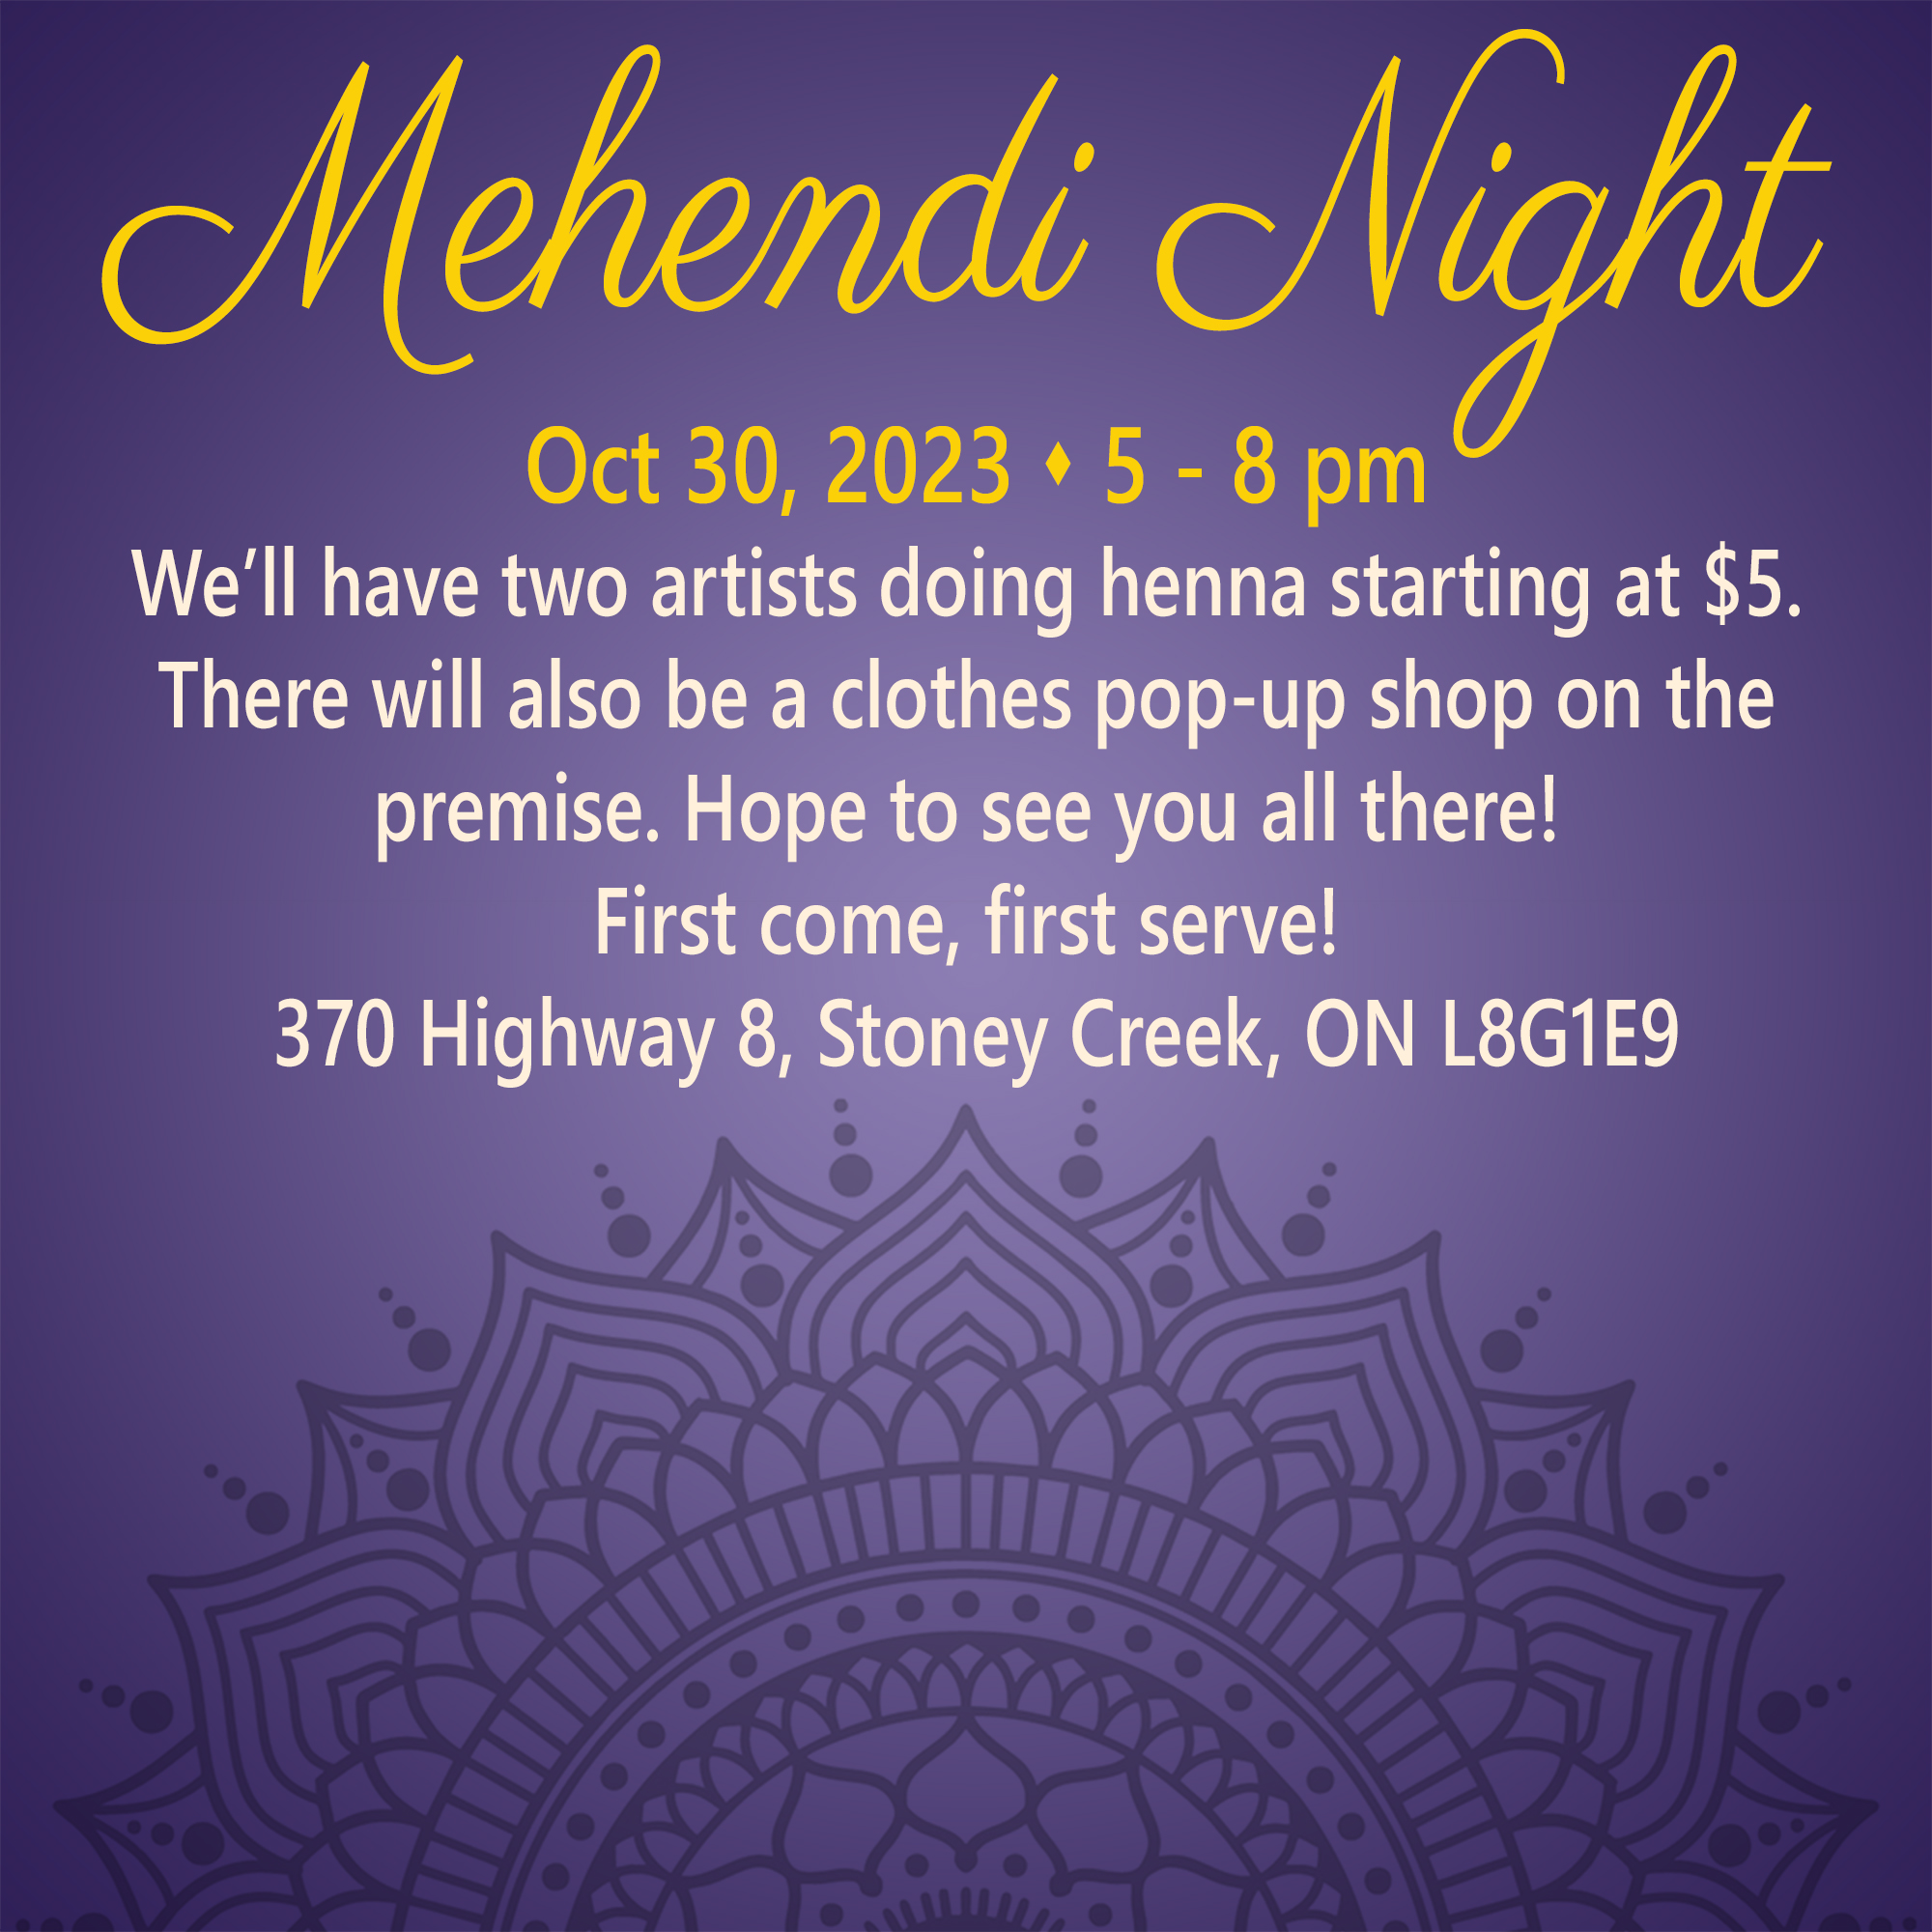 Mehendi Night
Oct 30, 2023 ♦ 5 - 8 pm
We‘ll have two artists doing henna starting at $5.
There will also be a clothes pop-up shop on the
premise. Hope to see you all there!
First come, first serve!
370 Highway 8, Stoney Creek, ON L8G1E9